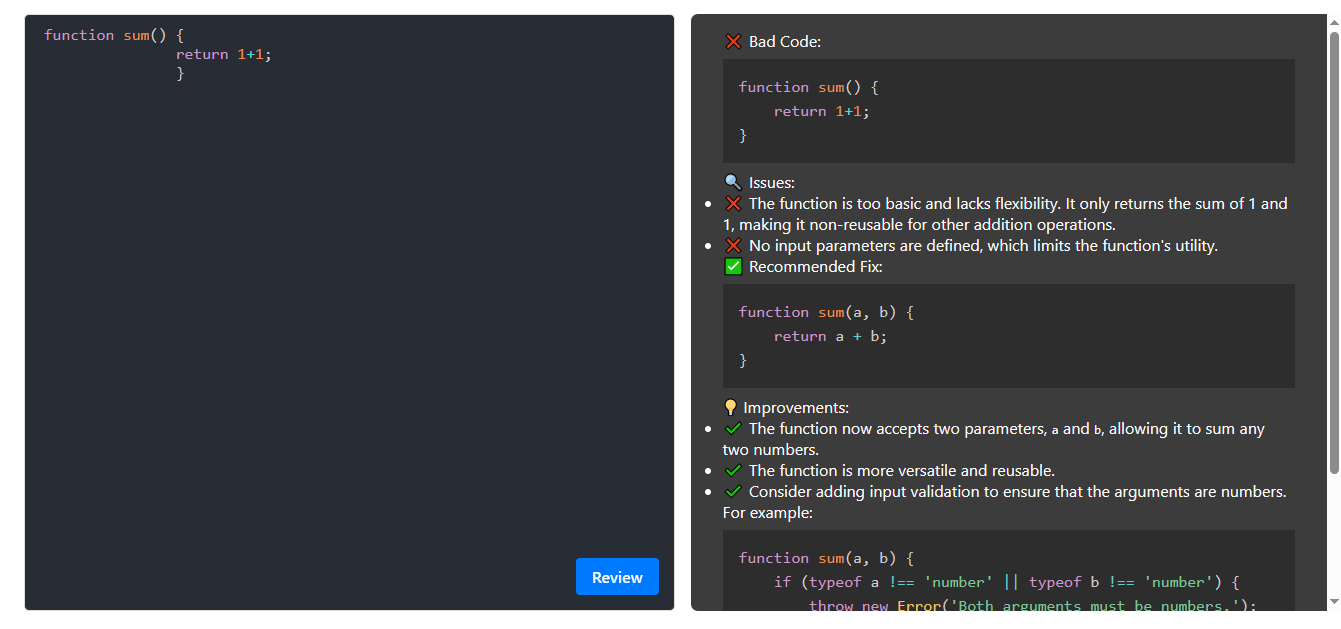 function sum() {
return 1+1;
}
Review
❌ Bad Code:
function sum() {
return 1+1;
}
🔍 Issues:
• ❌ The function is too basic and lacks flexibility. It only returns the sum of 1 and
1, making it non-reusable for other addition operations.
• ❌ No input parameters are defined, which limits the function's utility.
✅ Recommended Fix:
function sum(a, b) {
return a + b;
}
💡 Improvements:
• ✔ The function now accepts two parameters, a and b, allowing it to sum any
two numbers.
• ✔ The function is more versatile and reusable.
• ✔ Consider adding input validation to ensure that the arguments are numbers.
For example:
function sum(a, b) {
if (typeof a !== 'number' || typeof b !== 'number') {
throw new Error('Both arguments must be numbers.');